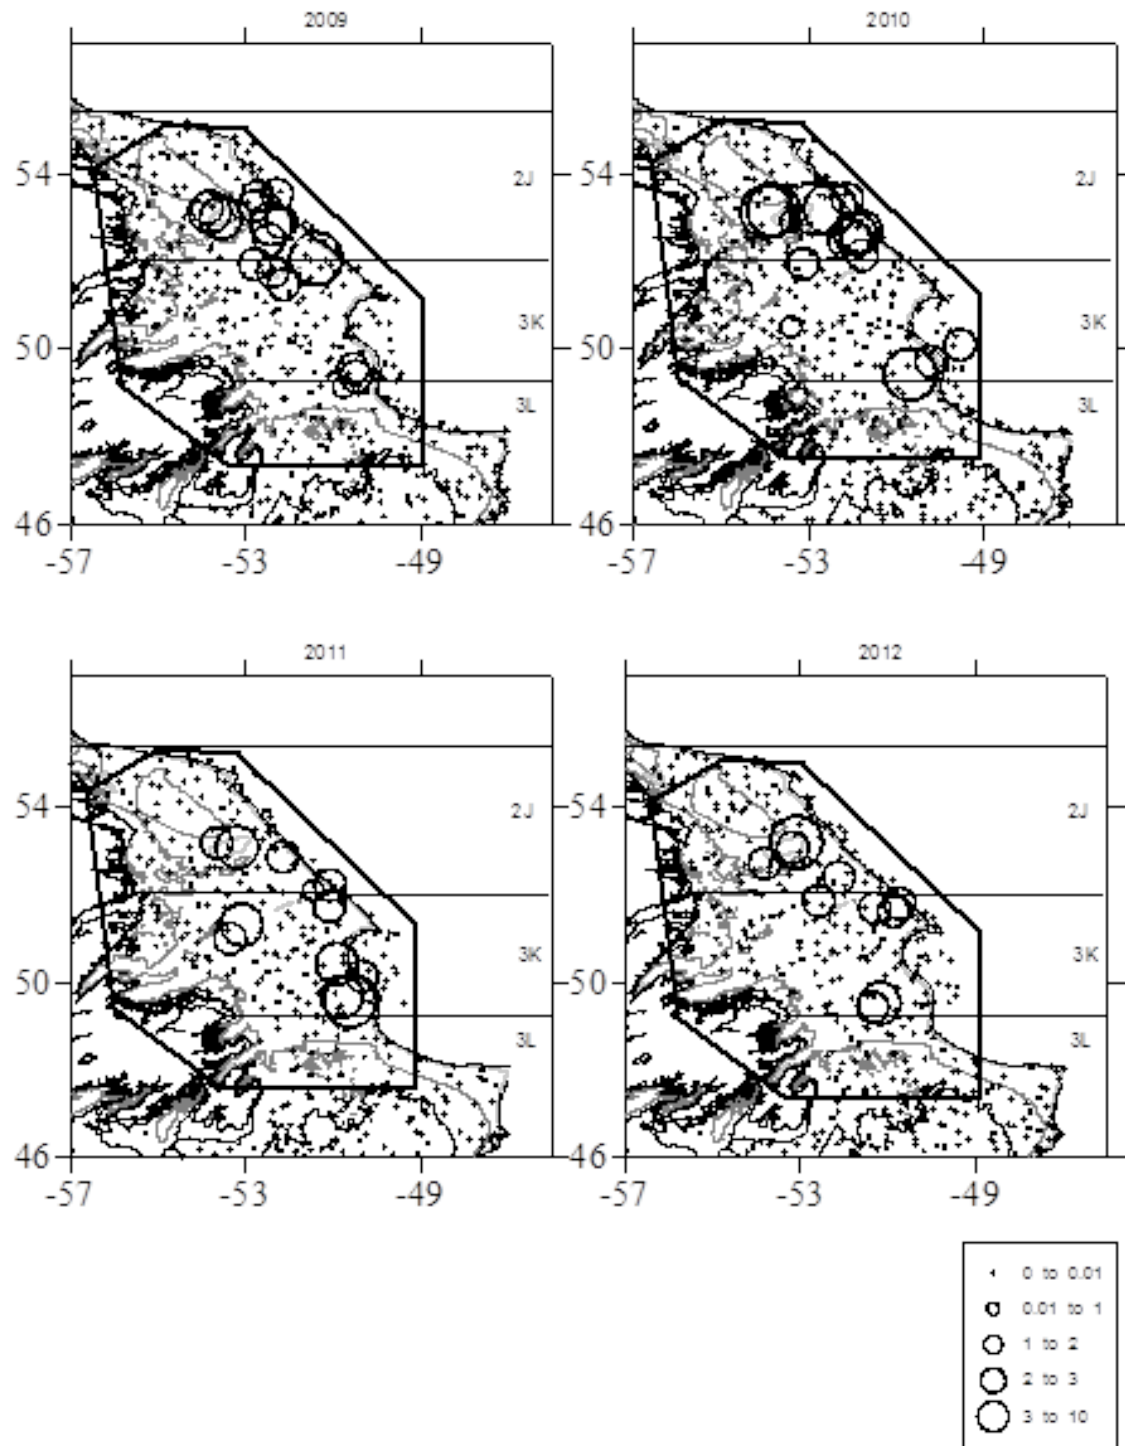 2009 2010
54 2J 2J
50 3K 3K
3L 3L
46
-57 -53 -49 -57 -53 -49
2011 2012
54 2J -54 2J
50 3K 50 3K
3L 3L
46 -46
-57 -53 -49 -57 -53 -49
54
50
46
0 to 0.01
0.01 to 1
1 to 2
2 to 3
3 to 10